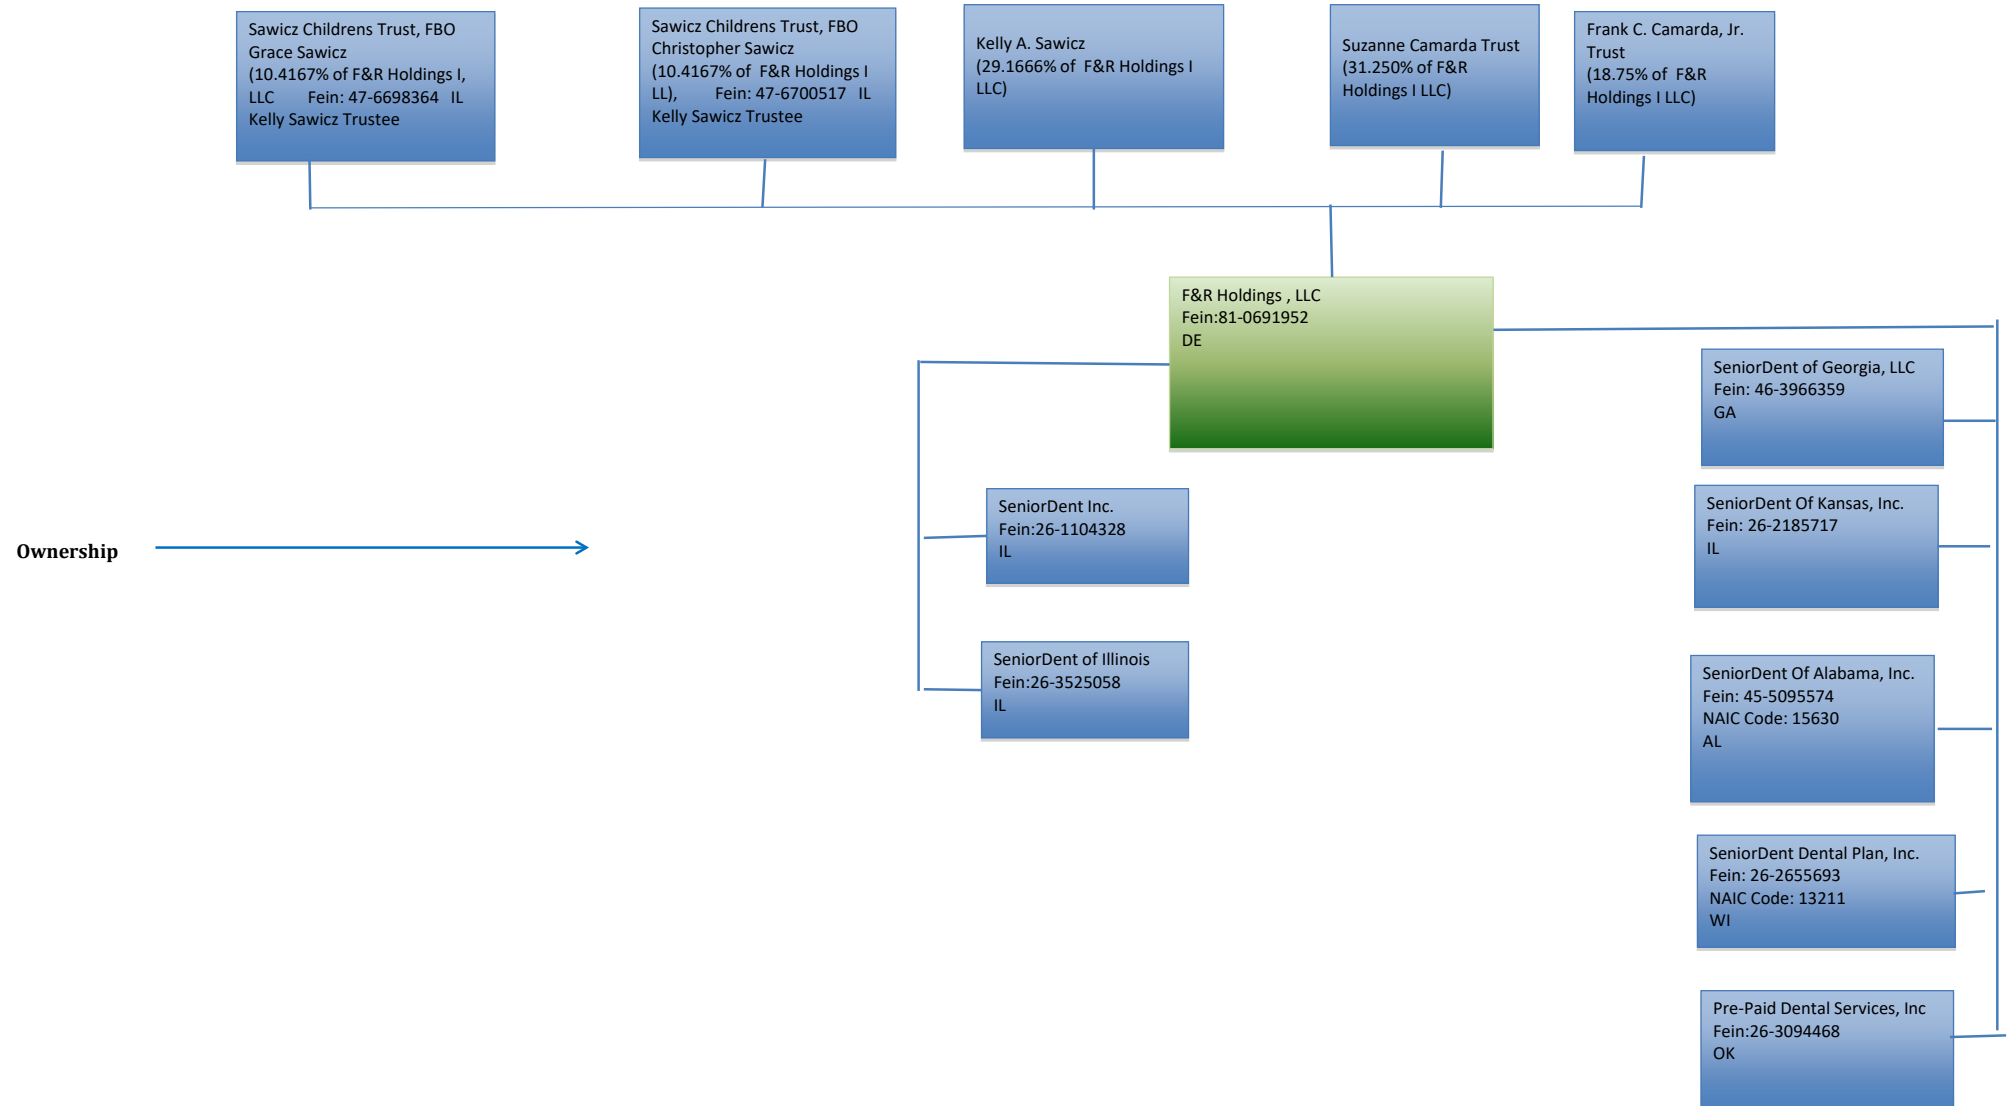 Sawicz Childrens Trust, FBO
Grace Sawicz
(10.4167% of F&R Holdings I,
LLC Fein: 47-6698364 IL
Kelly Sawicz Trustee
Sawicz Childrens Trust, FBO
Christopher Sawicz
(10.4167% of F&R Holdings I
LL), Fein: 47-6700517 IL
Kelly Sawicz Trustee
Kelly A. Sawicz
(29.1666% of F&R Holdings I
LLC)
Suzanne Camarda Trust
(31.250% of F&R
Holdings I LLC)
Frank C. Camarda, Jr.
Trust
(18.75% of F&R
Holdings I LLC)
F&R Holdings , LLC
Fein:81-0691952
DE
SeniorDent of Georgia, LLC
Fein: 46-3966359
GA
SeniorDent Inc.
Fein:26-1104328
IL
SeniorDent Of Kansas, Inc.
Fein: 26-2185717
IL
Ownership
SeniorDent of Illinois
Fein:26-3525058
IL
SeniorDent Of Alabama, Inc.
Fein: 45-5095574
NAIC Code: 15630
AL
SeniorDent Dental Plan, Inc.
Fein: 26-2655693
NAIC Code: 13211
WI
Pre-Paid Dental Services, Inc
Fein:26-3094468
OK